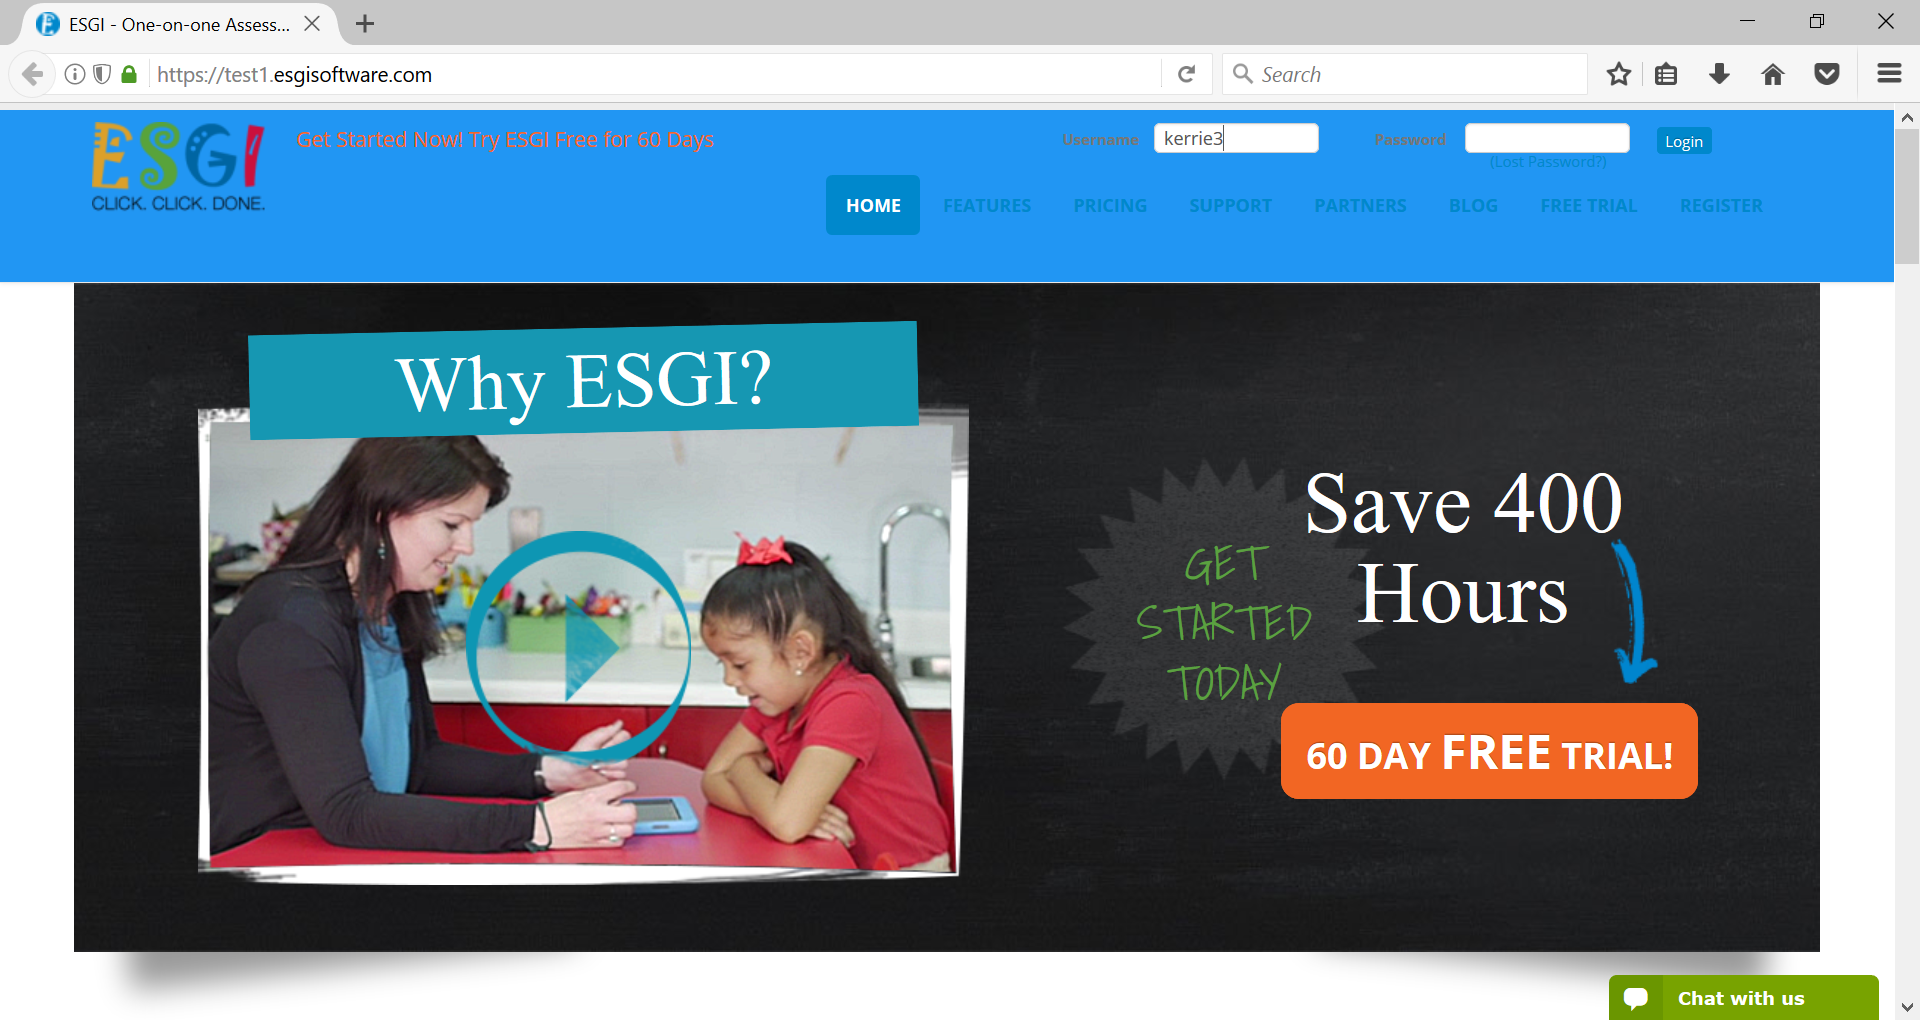 ESGI - One-on-one Assess...
https://test1.esgisoftware.com
Search
ESGI
CLICK. CLICK. DONE.
Get Started Now! Try ESGI Free for 60 Days
Username
kerrie3
Password
Login
(Lost Password?)
HOME
FEATURES
PRICING
SUPPORT
PARTNERS
BLOG
FREE TRIAL
REGISTER
Why ESGI?
Save 400
Hours
GET
STARTED
TODAY
60 DAY FREE TRIAL!
Chat with us